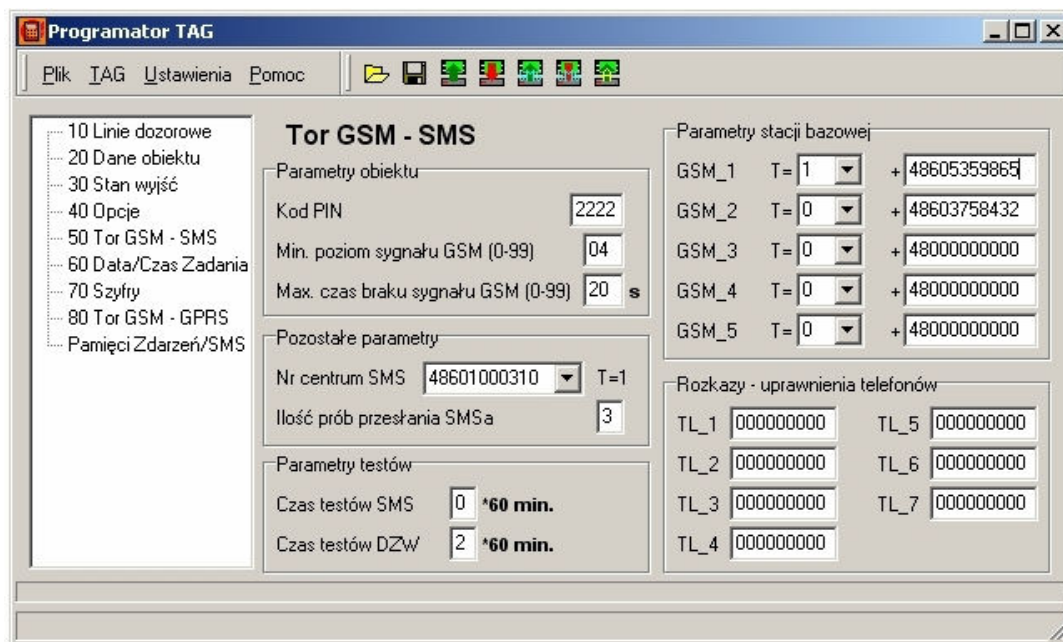 Programator TAG
Plik TAG Ustawienia Pomoc
10 Linie dozorowe
20 Dane obiektu
30 Stan wyjść
40 Opcje
50 Tor GSM - SMS
60 Data/Czas Zadania
70 Szyfry
80 Tor GSM - GPRS
Pamięci Zdarzeń/SMS
Tor GSM - SMS
Parametry obiektu
Kod PIN 2222
Min. poziom sygnału GSM (0-99) 04
Max. czas braku sygnału GSM (0-99) 20 s
Pozostałe parametry
Nr centrum SMS 48601000310 T=1
Ilość prób przesłania SMSa 3
Parametry testów
Czas testów SMS 0 *60 min.
Czas testów DZW 2 *60 min.
Parametry stacji bazowej
GSM_1 T= 1 + 48605359865
GSM_2 T= 0 + 48603758432
GSM_3 T= 0 + 48000000000
GSM_4 T= 0 + 48000000000
GSM_5 T= 0 + 48000000000
Rozkazy - uprawnienia telefonów
TL_1 000000000 TL_5 000000000
TL_2 000000000 TL_6 000000000
TL_3 000000000 TL_7 000000000
TL_4 000000000